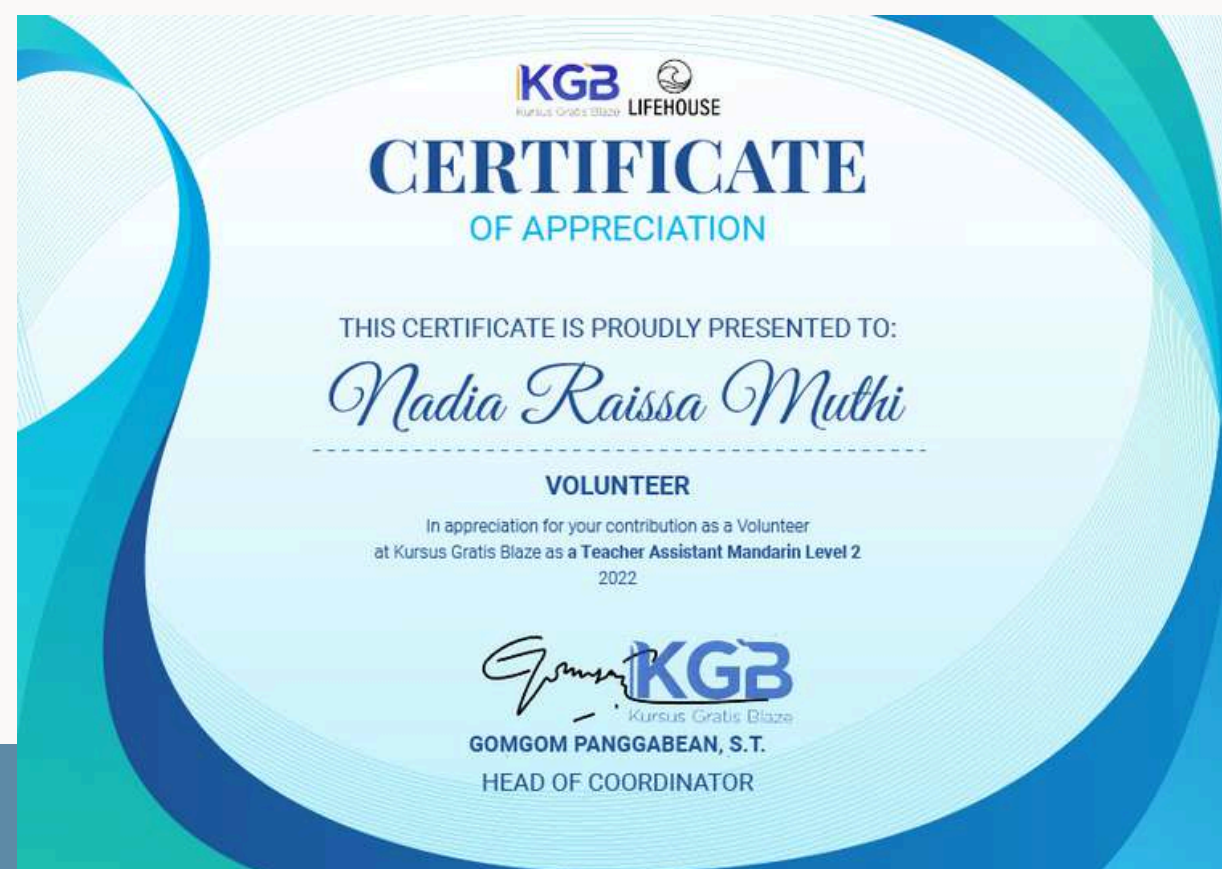 KGB
Kursus Gratis Blaze
LIFEHOUSE
CERTIFICATE
OF APPRECIATION
THIS CERTIFICATE IS PROUDLY PRESENTED TO:
Nadia Raissa Muthi
VOLUNTEER
In appreciation for your contribution as a Volunteer
at Kursus Gratis Blaze as a Teacher Assistant Mandarin Level 2
2022
KGB
Kursus Gratis Blaze
GOMGOM PANGGABEAN, S.T.
HEAD OF COORDINATOR